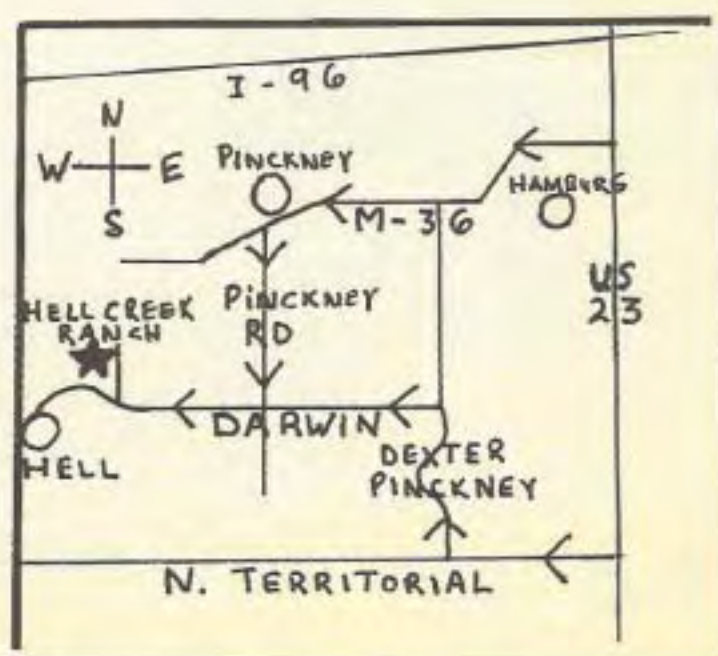 I-96
N
W E
S
PINCKNEY
HAMBURG
M-36
US
23
HELL CREEK
RANCH
PINCKNEY
RD
DARWIN
HELL
DEXTER
PINCKNEY
N. TERRITORIAL